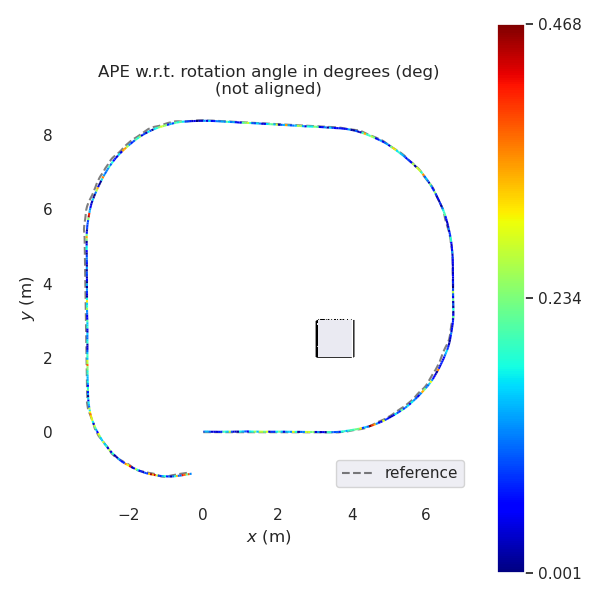 APE w.r.t. rotation angle in degrees (deg)
(not aligned)
0.468
0.234
0.001
8
6
4
2
0
y (m)
−2 0 2 4 6
x (m)
reference